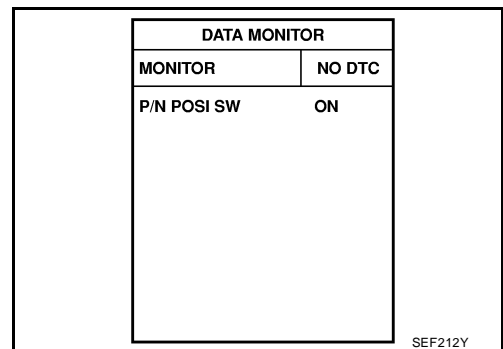 DATA MONITOR
MONITOR NO DTC
P/N POSI SW ON
SEF212Y